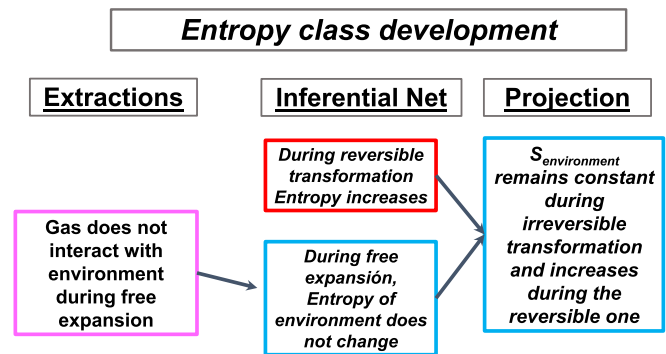 Entropy class development
Extractions
Inferential Net
Projection
During reversible
transformation
Entropy increases
Gas does not
interact with
environment
during free
expansion
During free
expansión,
Entropy of
environment does
not change
S environment
remains constant
during
irreversible
transformation
and increases
during the
reversible one